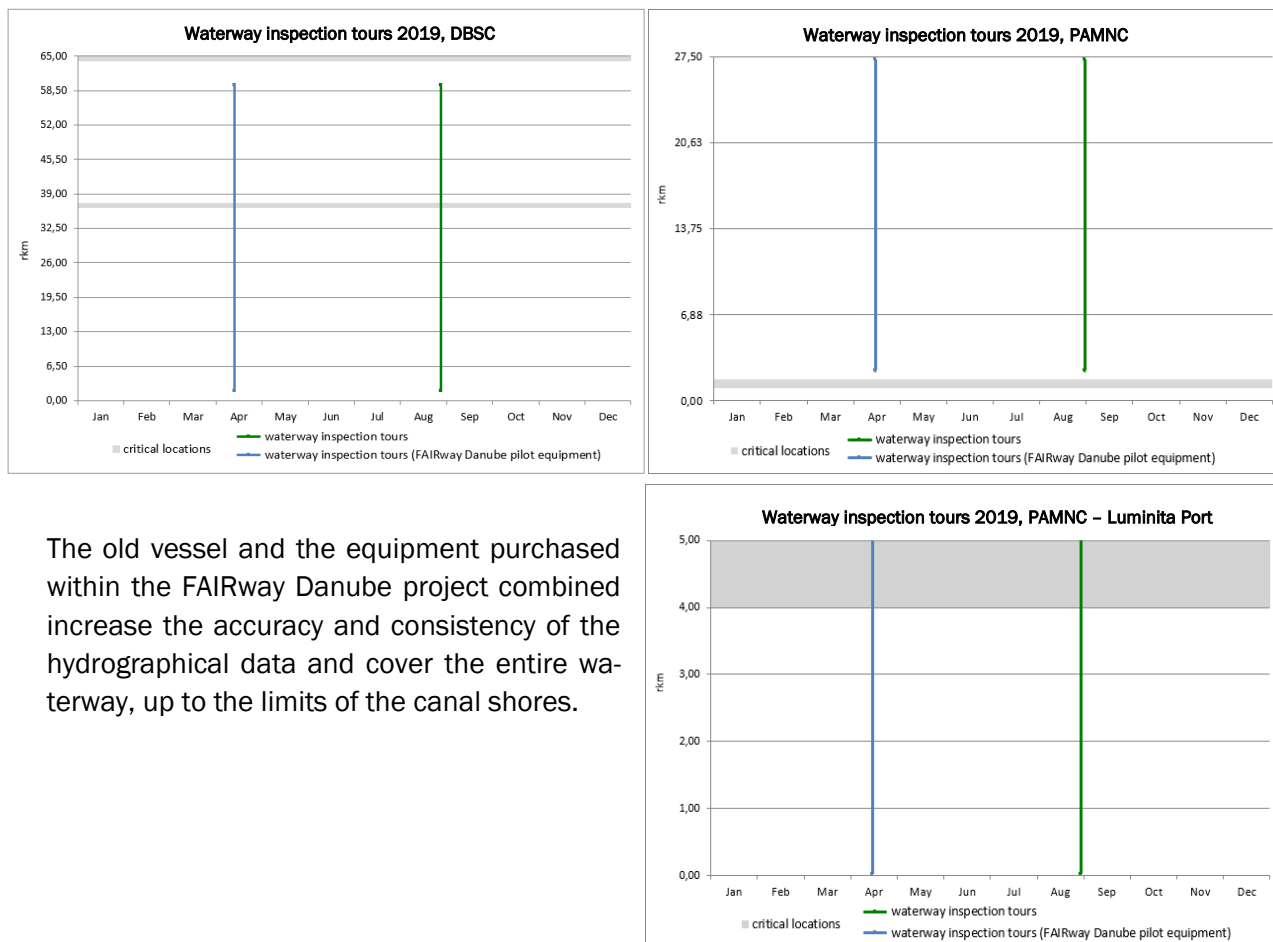 Waterway inspection tours 2019, DBSC
65,00
58,50
52,00
45,50
39,00
32,50
26,00
19,50
13,00
6,50
0,00
rkm
Jan Feb Mar Apr May Jun Jul Aug Sep Oct Nov Dec
critical locations
waterway inspection tours
waterway inspection tours (FAIRway Danube pilot equipment)
Waterway inspection tours 2019, PAMNC
27,50
20,63
13,75
6,88
0,00
rkm
Jan Feb Mar Apr May Jun Jul Aug Sep Oct Nov Dec
critical locations
waterway inspection tours
waterway inspection tours (FAIRway Danube pilot equipment)
The old vessel and the equipment purchased
within the FAIRway Danube project combined
increase the accuracy and consistency of the
hydrographical data and cover the entire wa-
terway, up to the limits of the canal shores.
Waterway inspection tours 2019, PAMNC – Luminita Port
5,00
4,00
3,00
2,00
1,00
0,00
rkm
Jan Feb Mar Apr May Jun Jul Aug Sep Oct Nov Dec
critical locations
waterway inspection tours
waterway inspection tours (FAIRway Danube pilot equipment)